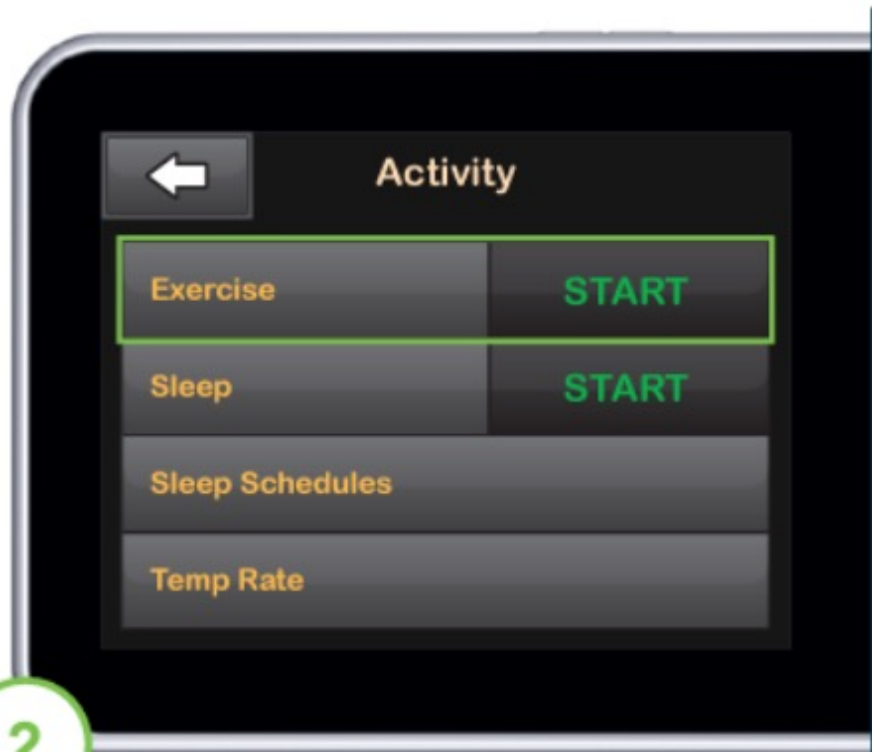 Activity
Exercise START
Sleep START
Sleep Schedules
Temp Rate
2